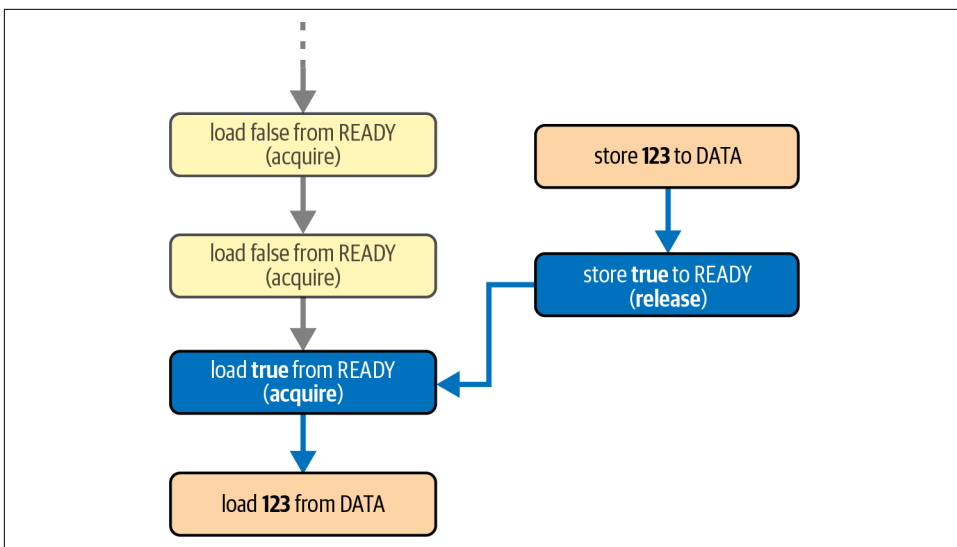 load false from READY
(acquire)
store 123 to DATA
load false from READY
(acquire)
store true to READY
(release)
load true from READY
(acquire)
load 123 from DATA